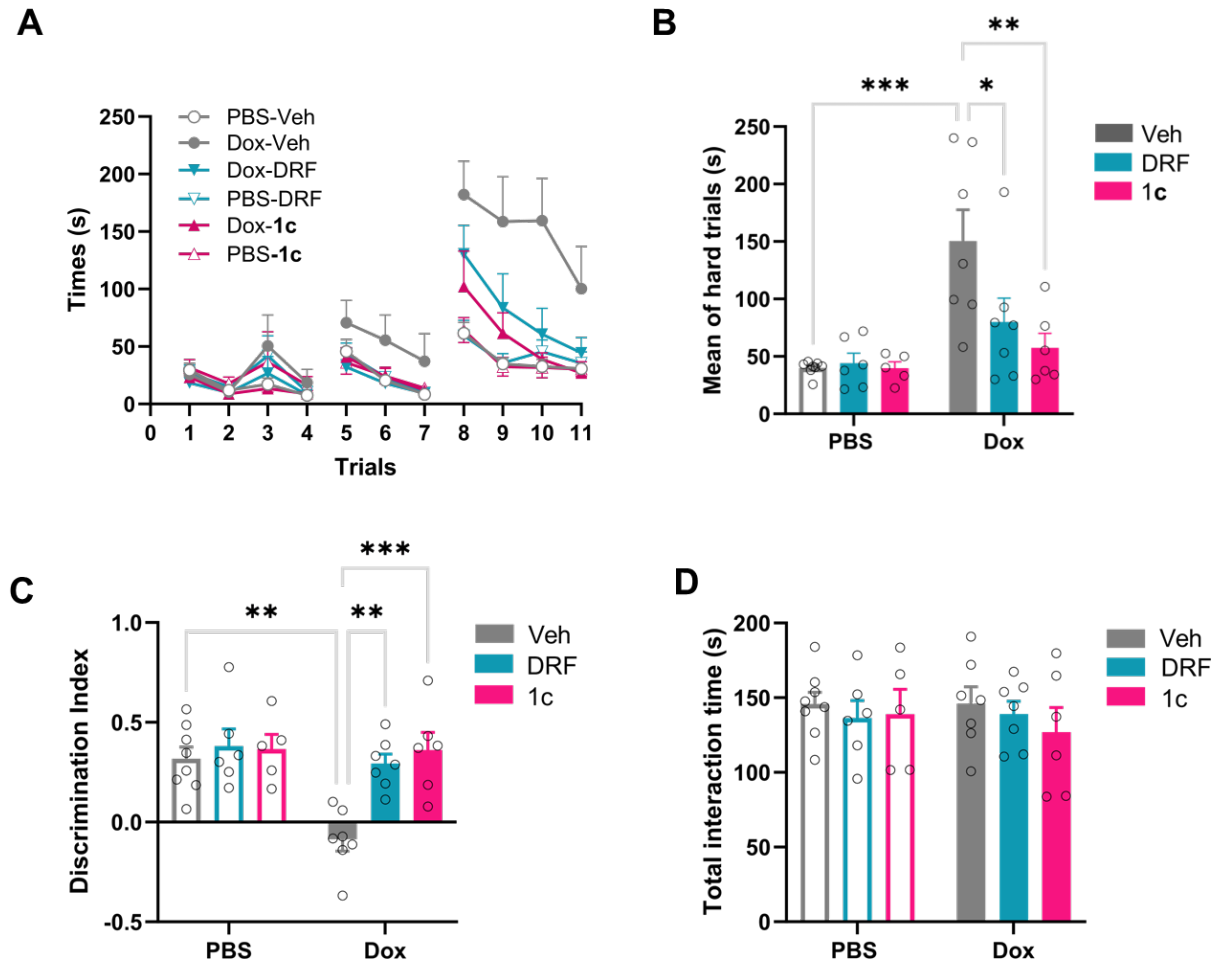 A
Times (s)
250
200
150
100
50
0
PBS-Veh
Dox-Veh
Dox-DRF
PBS-DRF
Dox-1c
PBS-1c
0 1 2 3 4 5 6 7 8 9 10 11
Trials
B
Mean of hard trials (s)
250
200
150
100
50
0
*** * **
PBS Dox
Veh
DRF
1c
C
Discrimination Index
1.0
0.5
0.0
-0.5
***
** **
PBS Dox
Veh
DRF
1c
D
Total interaction time (s)
200
150
100
50
0
PBS Dox
Veh
DRF
1c